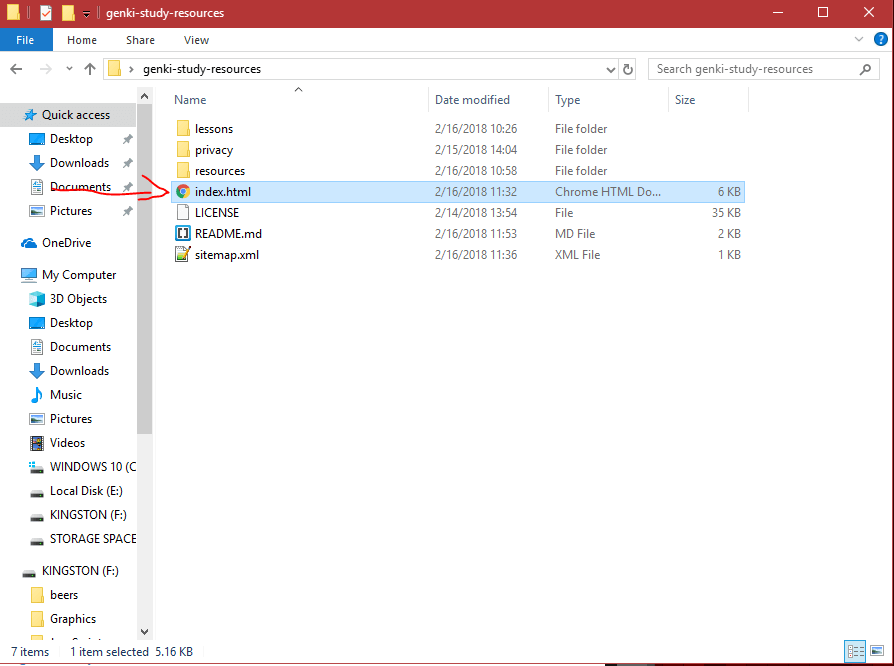 genki-study-resources
File Home Share View
genki-study-resources Search genki-study-resources
Name Date modified Type Size
Quick access
Desktop
Downloads
Documents
Pictures
OneDrive
My Computer
3D Objects
Desktop
Documents
Downloads
Music
Pictures
Videos
WINDOWS 10 (C
Local Disk (E:)
KINGSTON (F:)
STORAGE SPACE
KINGSTON (F:)
beers
Graphics
lessons 2/16/2018 10:26 File folder
privacy 2/15/2018 14:04 File folder
resources 2/16/2018 10:58 File folder
index.html 2/16/2018 11:32 Chrome HTML Do... 6 KB
LICENSE 2/14/2018 13:54 File 35 KB
README.md 2/16/2018 11:53 MD File 2 KB
sitemap.xml 2/16/2018 11:36 XML File 1 KB
7 items 1 item selected 5.16 KB